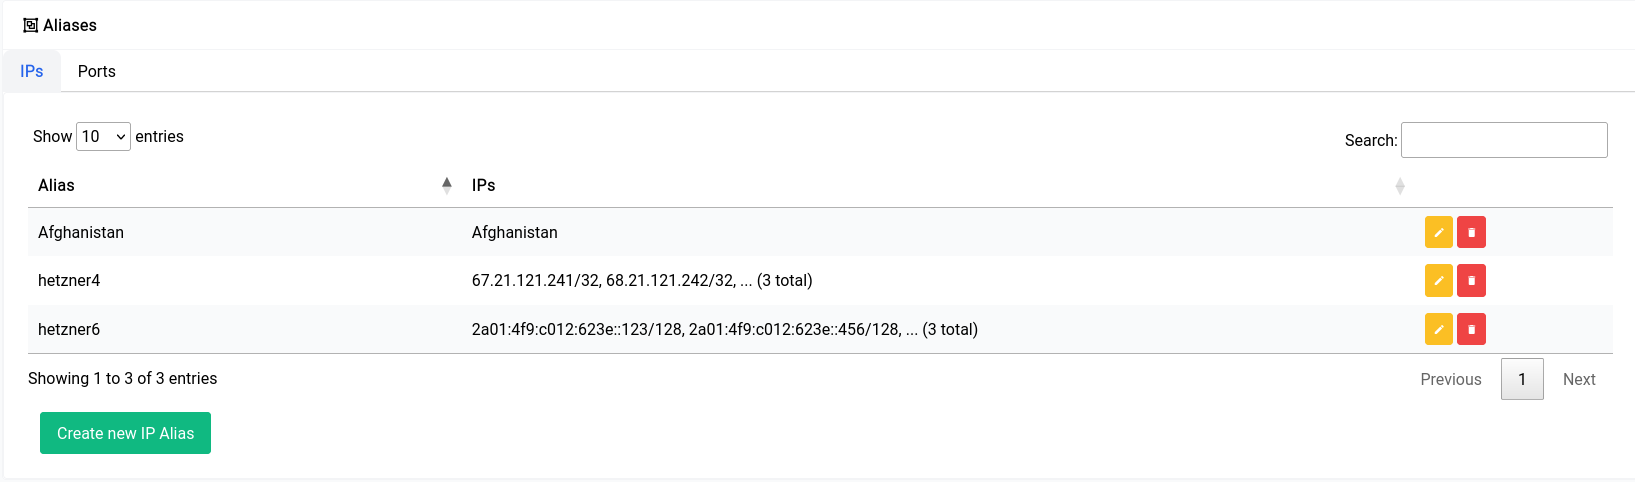 Aliases
IPs Ports
Show 10 entries Search:
Alias IPs
Afghanistan Afghanistan
hetzner4 67.21.121.241/32, 68.21.121.242/32, ... (3 total)
hetzner6 2a01:4f9:c012:623e::123/128, 2a01:4f9:c012:623e::456/128, ... (3 total)
Showing 1 to 3 of 3 entries Previous 1 Next
Create new IP Alias